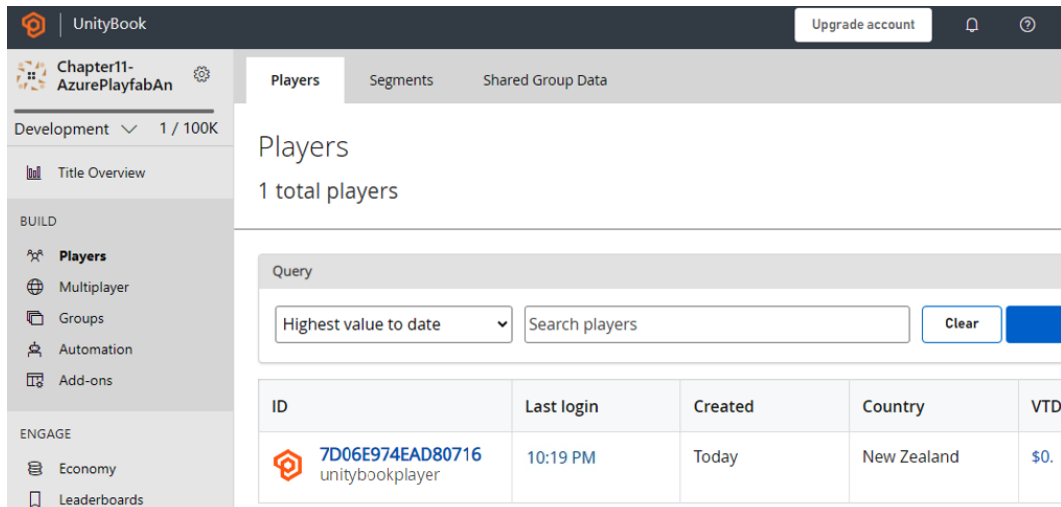 UnityBook
Upgrade account
Chapter11-
AzurePlayfabAn
Development 1 / 100K
Title Overview
BUILD
Players
Multiplayer
Groups
Automation
Add-ons
ENGAGE
Economy
Leaderboards
Players Segments Shared Group Data
Players
1 total players
Query
Highest value to date Search players Clear
ID Last login Created Country VTD
7D06E974EAD80716 10:19 PM Today New Zealand $0.
unitybookplayer